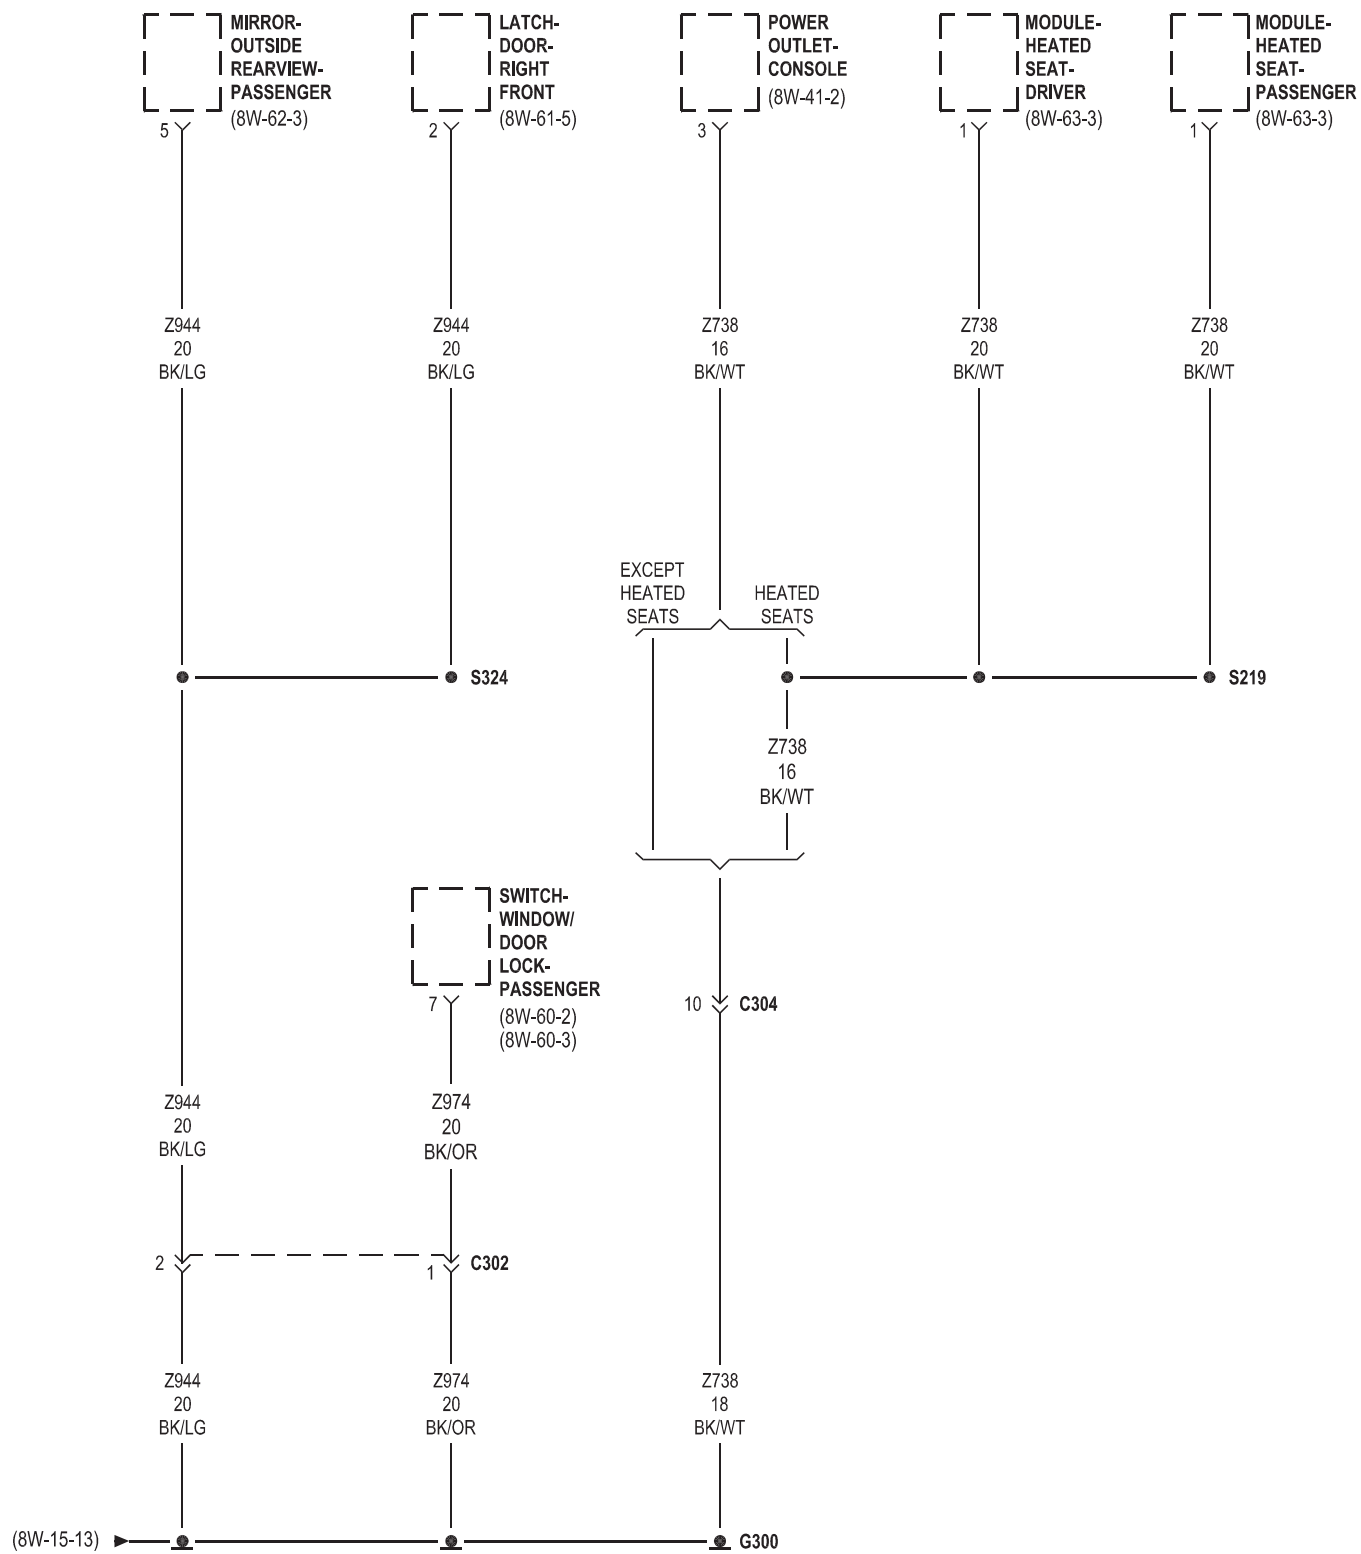 MIRROR-
OUTSIDE
REARVIEW-
PASSENGER
(8W-62-3)
5
LATCH-
DOOR-
RIGHT
FRONT
(8W-61-5)
2
POWER
OUTLET-
CONSOLE
(8W-41-2)
3
MODULE-
HEATED
SEAT-
DRIVER
(8W-63-3)
1
MODULE-
HEATED
SEAT-
PASSENGER
(8W-63-3)
1
Z944
20
BK/LG
Z944
20
BK/LG
Z738
16
BK/WT
Z738
20
BK/WT
Z738
20
BK/WT
EXCEPT
HEATED
SEATS
HEATED
SEATS
S324
S219
Z738
16
BK/WT
SWITCH-
WINDOW/
DOOR
LOCK-
PASSENGER
(8W-60-2)
(8W-60-3)
7
10
C304
Z944
20
BK/LG
Z974
20
BK/OR
2
1
C302
Z944
20
BK/LG
Z974
20
BK/OR
Z738
18
BK/WT
(8W-15-13)
G300